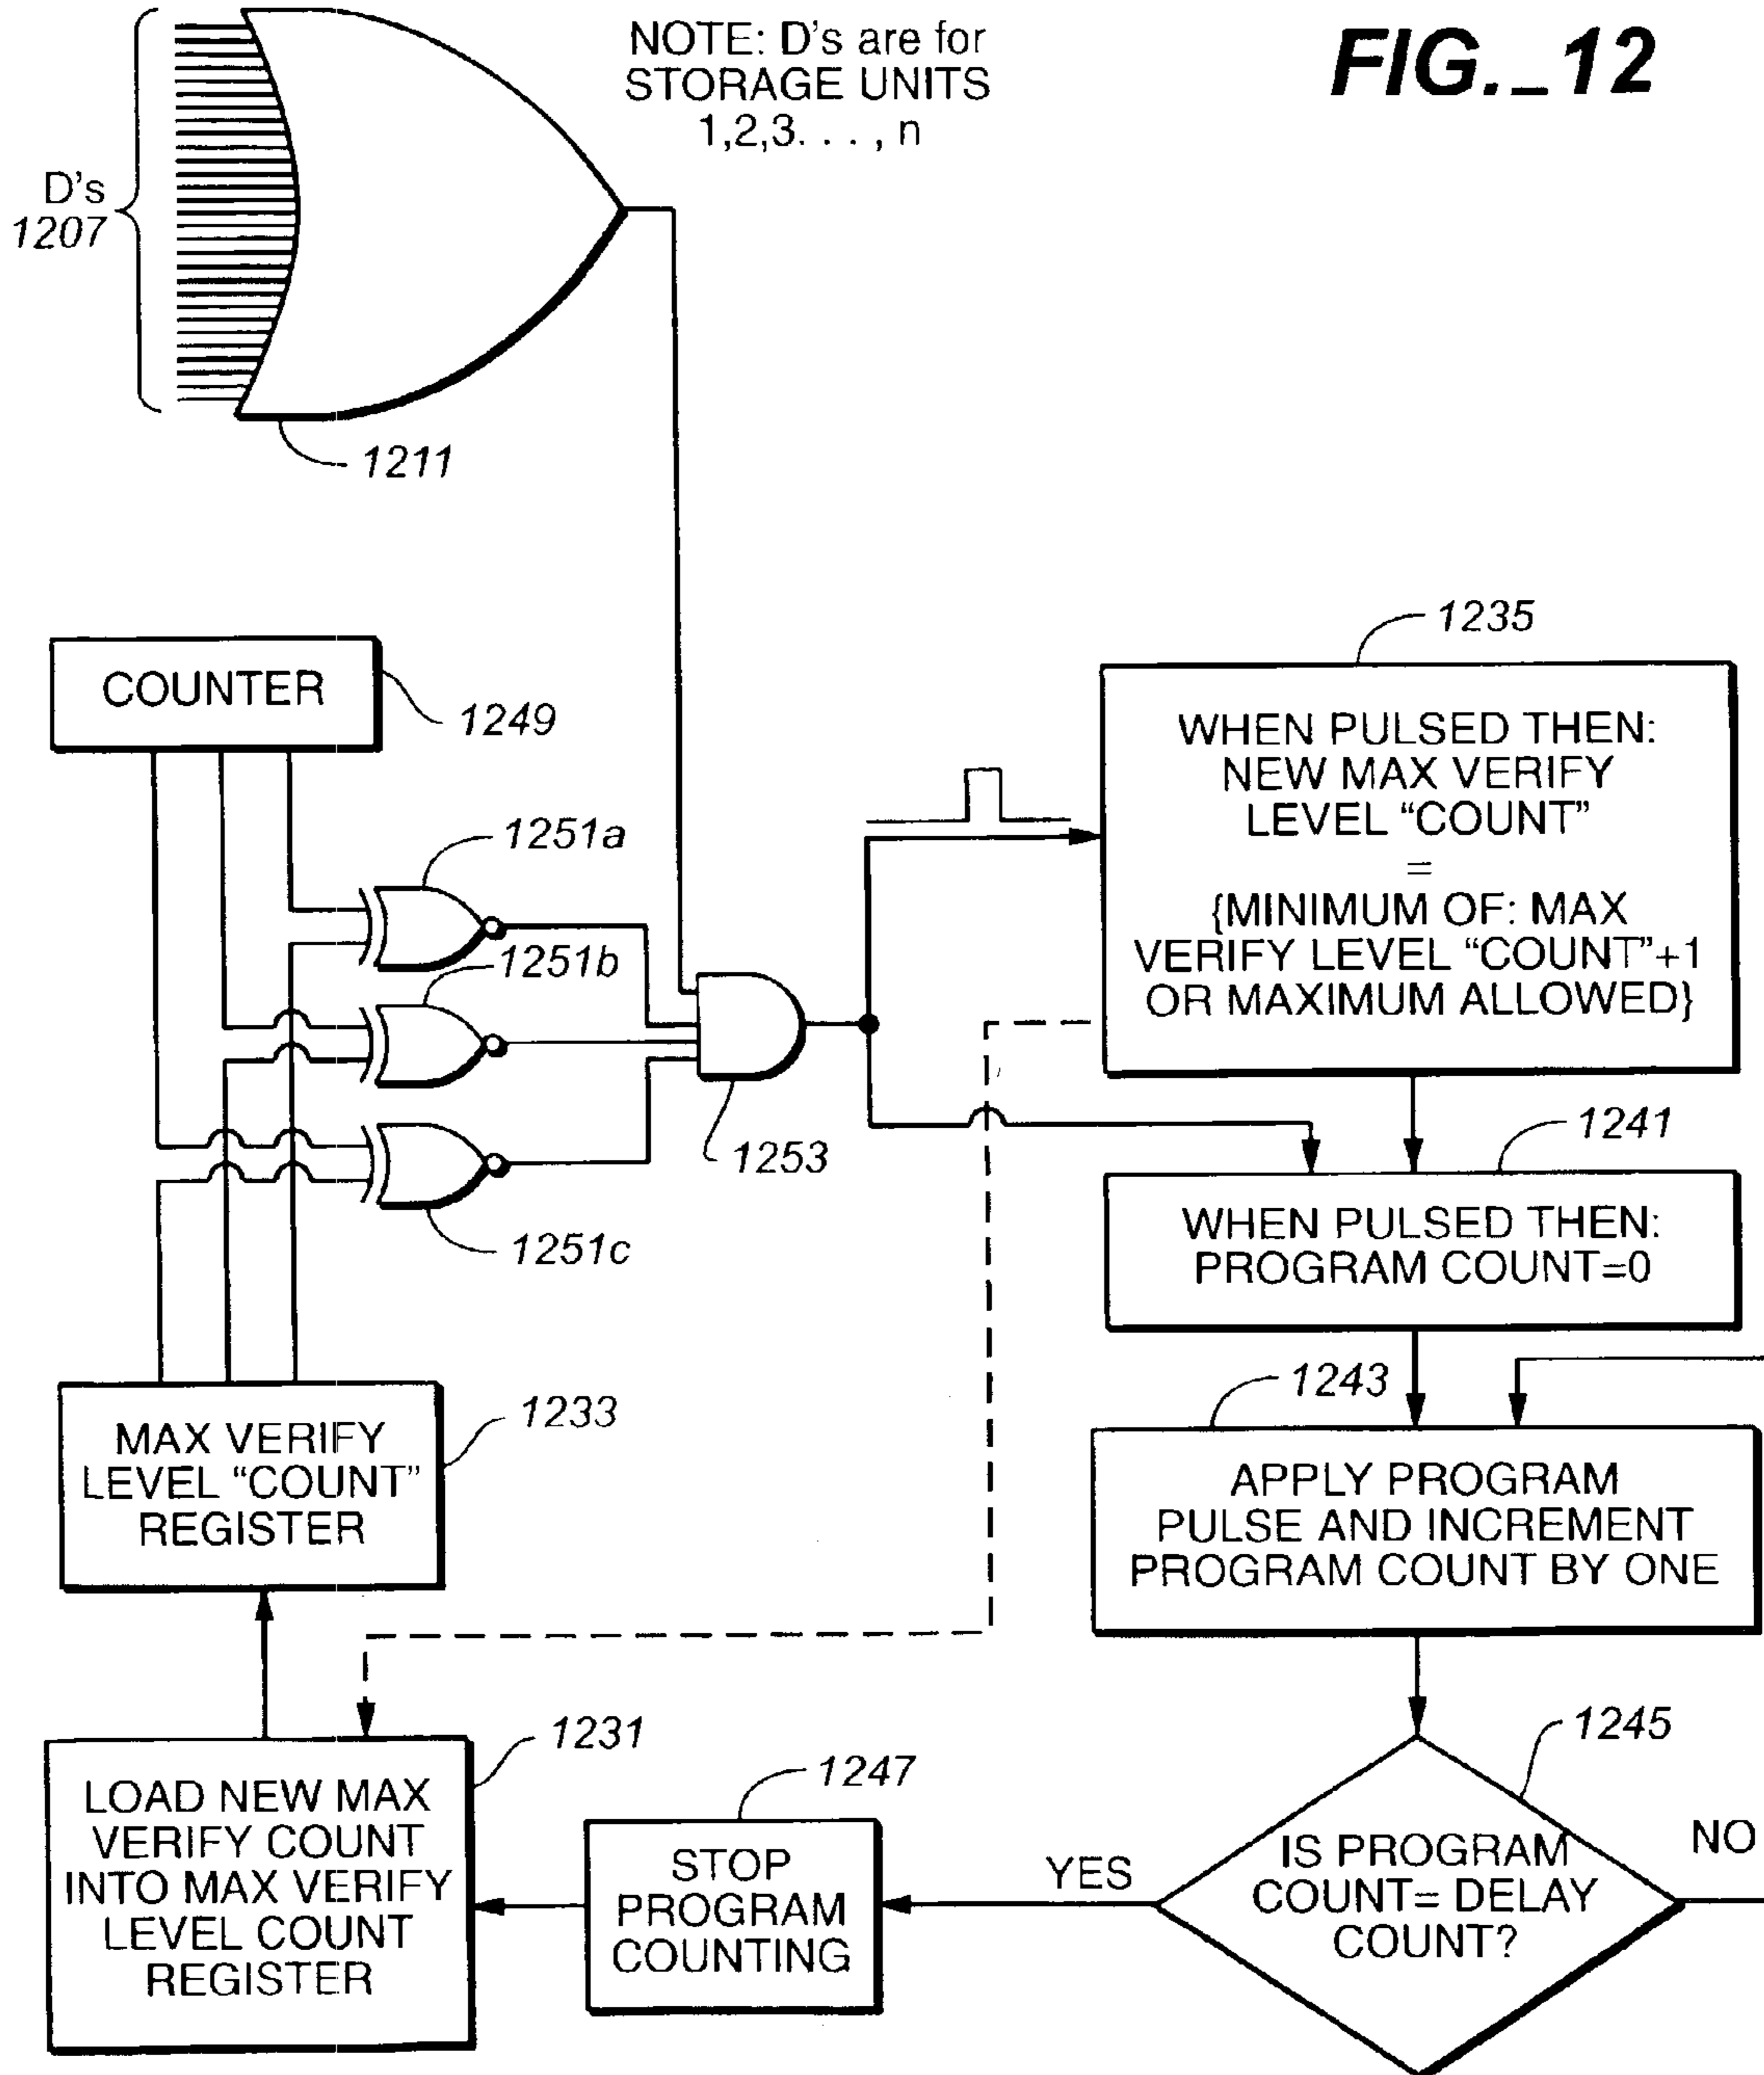 NOTE: D's are for
STORAGE UNITS
1,2,3. . . , n
FIG._12
D's
1207
1211
COUNTER
1249
1251a
1251b
1251c
1253
1235
WHEN PULSED THEN:
NEW MAX VERIFY
LEVEL “COUNT”
=
{MINIMUM OF: MAX
VERIFY LEVEL “COUNT”+1
OR MAXIMUM ALLOWED}
1241
WHEN PULSED THEN:
PROGRAM COUNT=0
1243
APPLY PROGRAM
PULSE AND INCREMENT
PROGRAM COUNT BY ONE
1233
MAX VERIFY
LEVEL “COUNT”
REGISTER
1231
LOAD NEW MAX
VERIFY COUNT
INTO MAX VERIFY
LEVEL COUNT
REGISTER
1247
STOP
PROGRAM
COUNTING
YES
1245
IS PROGRAM
COUNT= DELAY
COUNT?
NO